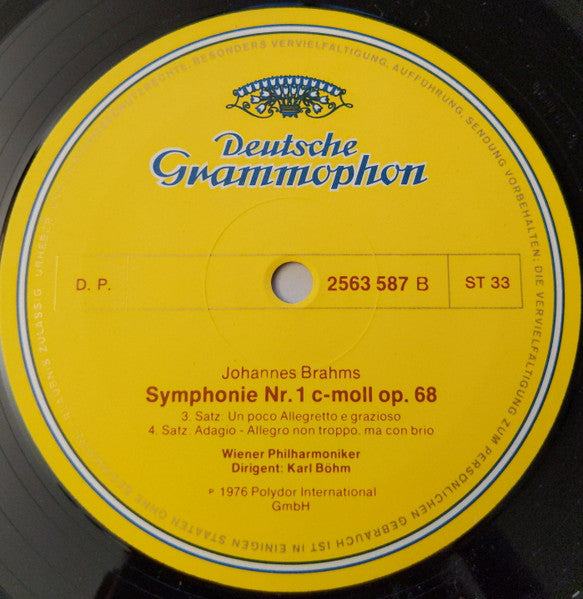 Deutsche
Grammophon
D. P.
2563 587 B
ST 33
Johannes Brahms
Symphonie Nr. 1 c-moll op. 68
3. Satz: Un poco Allegretto e grazioso
4. Satz: Adagio - Allegro non troppo, ma con brio
Wiener Philharmoniker
Dirigent: Karl Böhm
℗ 1976 Polydor International
GmbH
BESONDERS VERVIELFÄLTIGUNG, AUFFÜHRUNG, SENDUNG VORBEHALTEN; DIE VERVIELFÄLTIGUNG ZUM PERSÖNLICHEN GEBRAUCH IST IN EINIGEN STAATEN OHNE